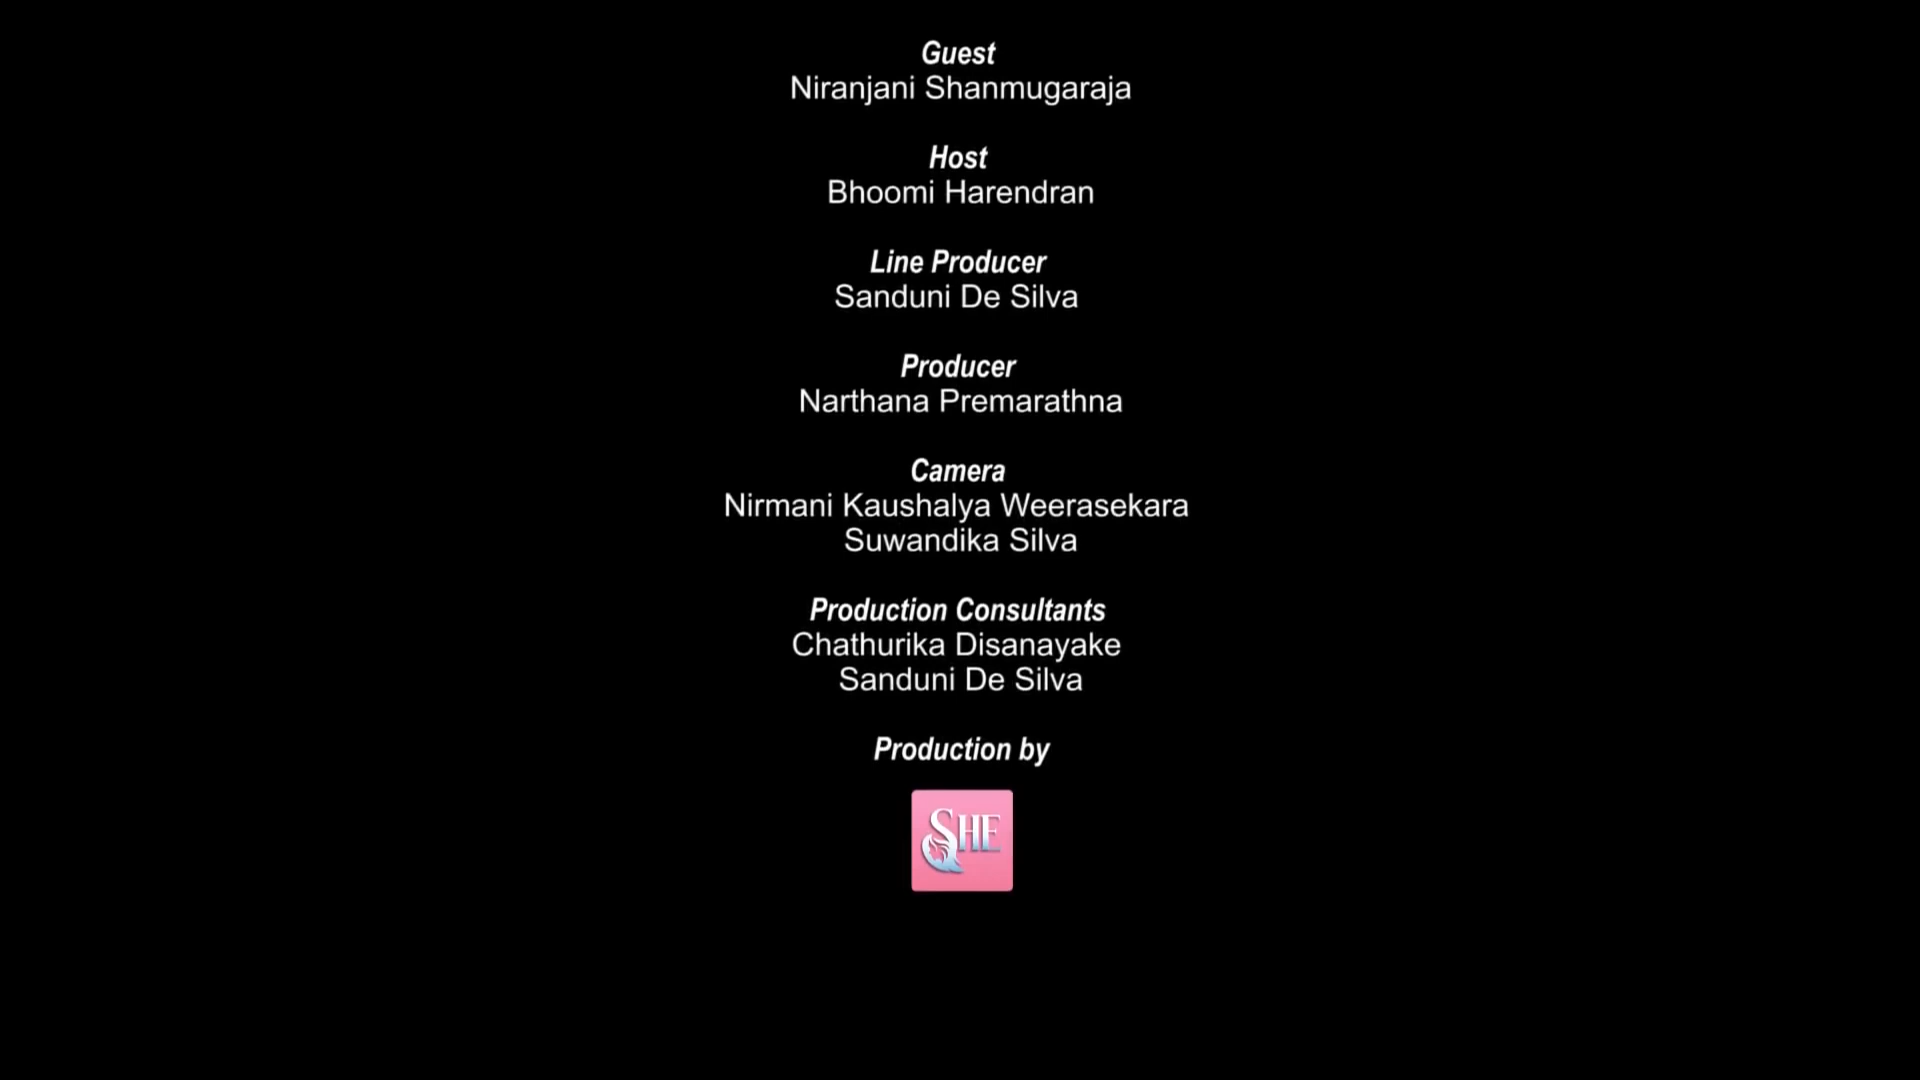 Guest
Niranjani Shanmugaraja
Host
Bhoomi Harendran
Line Producer
Sanduni De Silva
Producer
Narthana Premarathna
Camera
Nirmani Kaushalya Weerasekara
Suwandika Silva
Production Consultants
Chathurika Disanayake
Sanduni De Silva
Production by
SHE